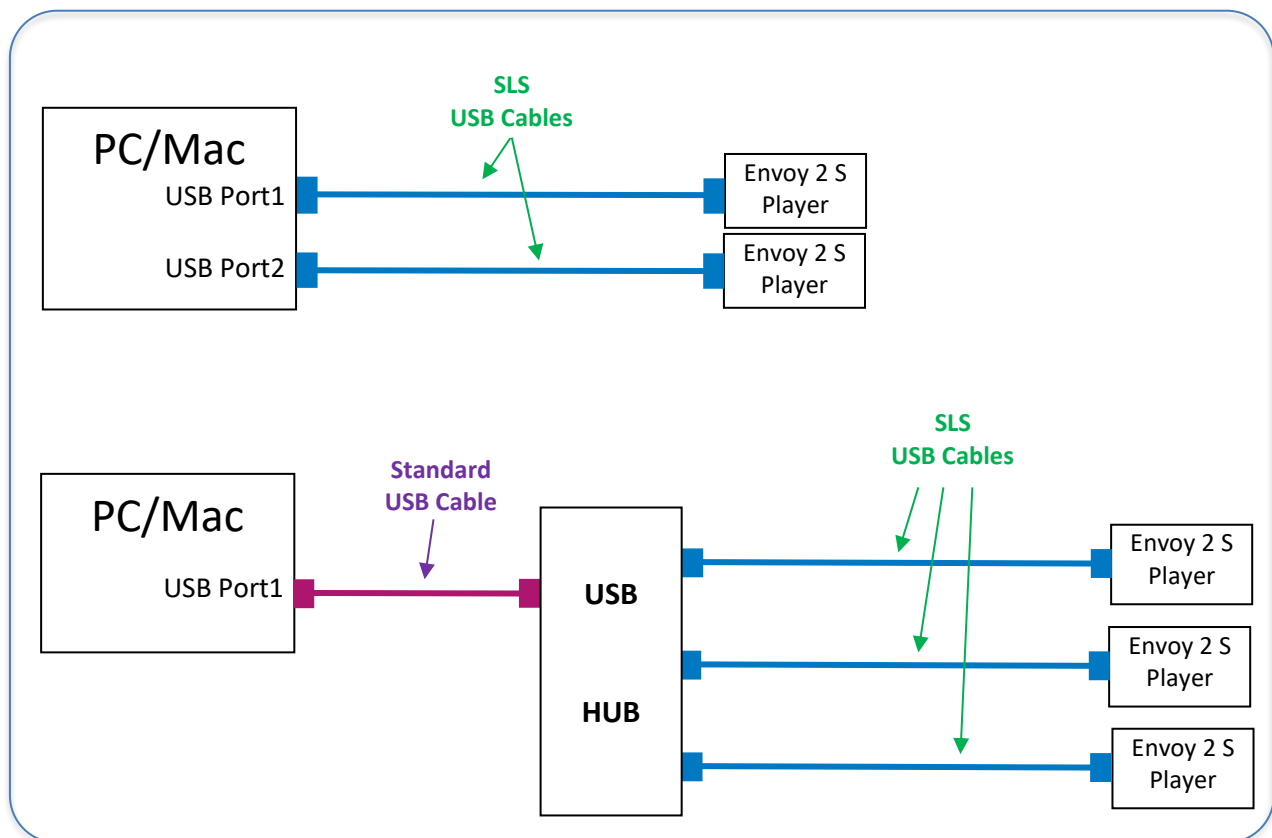 SLS
USB Cables
PC/Mac
USB Port1
Envoy 2 S
Player
USB Port2
Envoy 2 S
Player
SLS
USB Cables
Standard
USB Cable
PC/Mac
USB Port1
USB
HUB
Envoy 2 S
Player
Envoy 2 S
Player
Envoy 2 S
Player